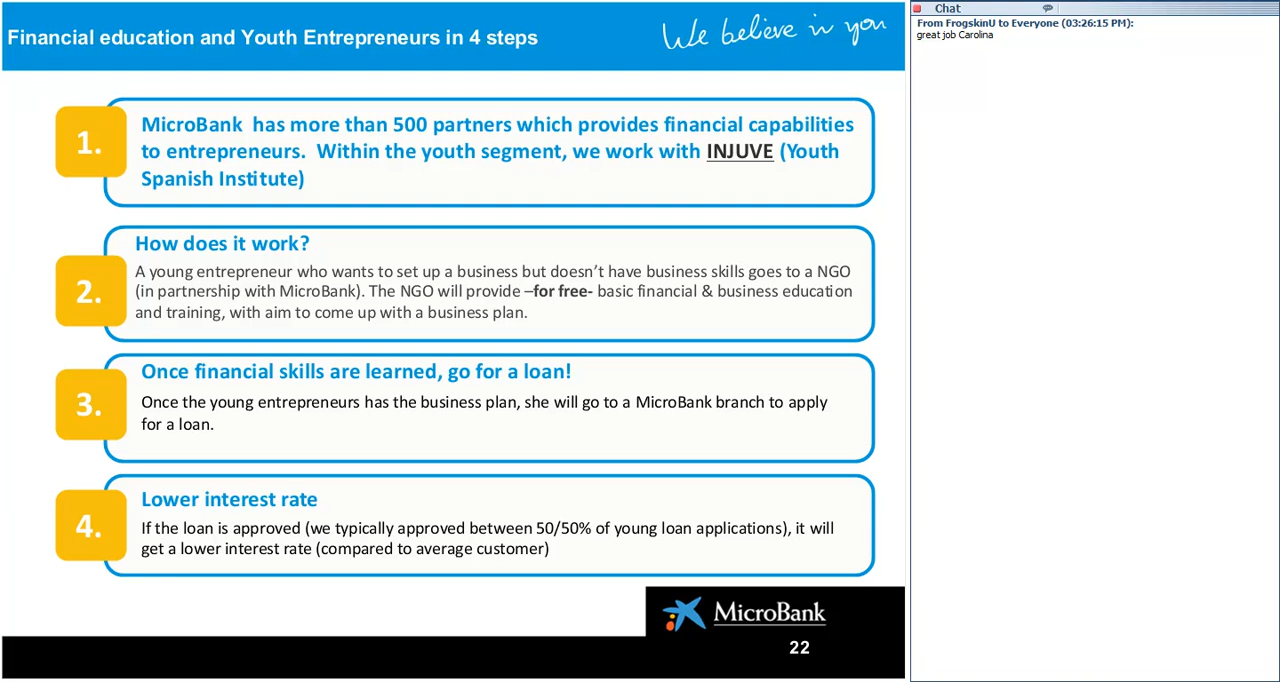 Financial education and Youth Entrepreneurs in 4 steps
We believe in you
1.
MicroBank has more than 500 partners which provides financial capabilities
to entrepreneurs. Within the youth segment, we work with INJUVE (Youth
Spanish Institute)
2.
How does it work?
A young entrepreneur who wants to set up a business but doesn't have business skills goes to a NGO
(in partnership with MicroBank). The NGO will provide –for free- basic financial & business education
and training, with aim to come up with a business plan.
3.
Once financial skills are learned, go for a loan!
Once the young entrepreneurs has the business plan, she will go to a MicroBank branch to apply
for a loan.
4.
Lower interest rate
If the loan is approved (we typically approved between 50/50% of young loan applications), it will
get a lower interest rate (compared to average customer)
MicroBank
22
Chat
From FrogskinU to Everyone (03:26:15 PM):
great job Carolina